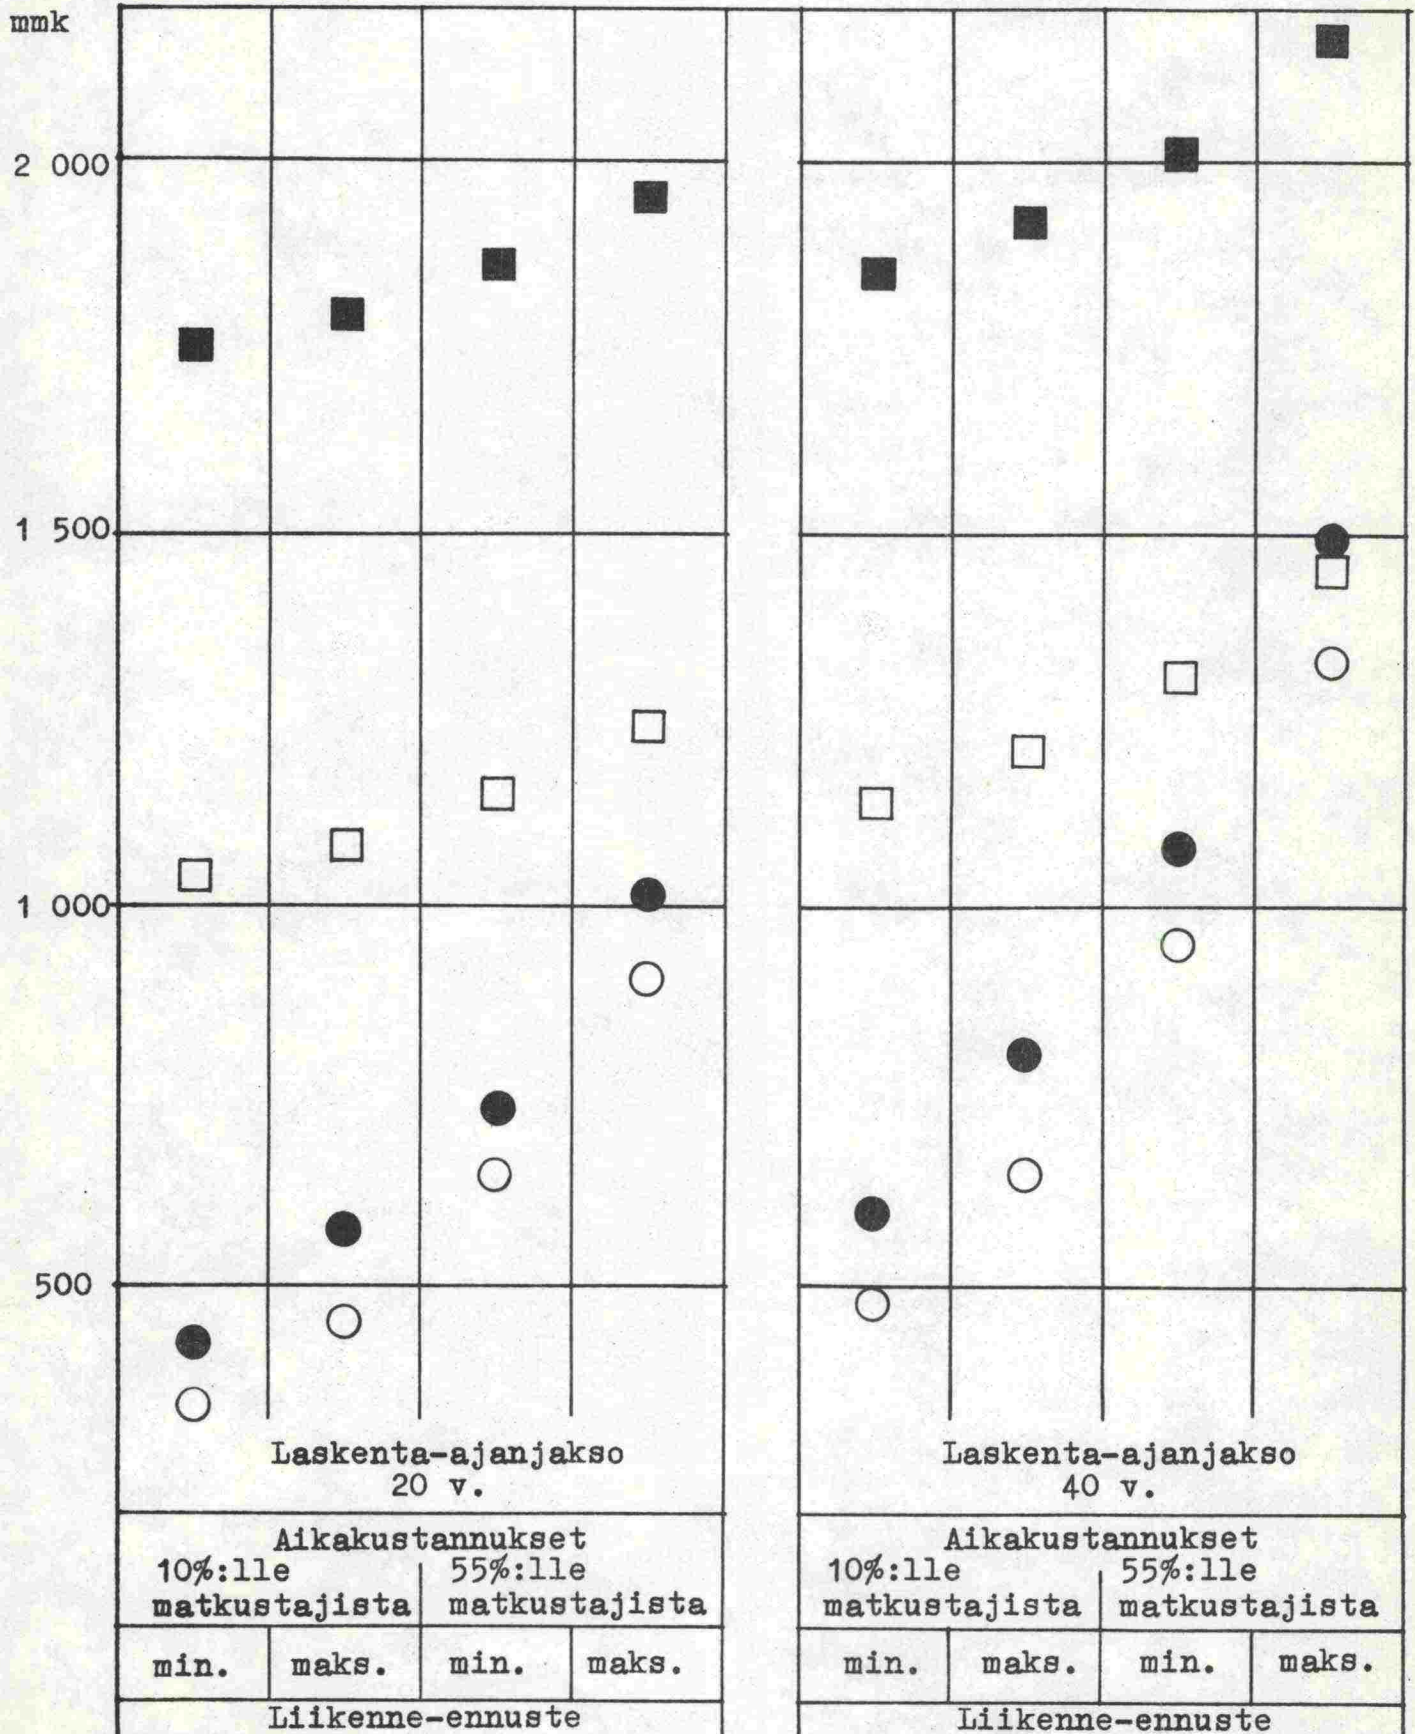 mmk
2 000
1 500
1 000
500
Laskenta-ajanjakso
20 v.
Aikakustannukset
10%:lle
matkustajista
55%:lle
matkustajista
min.
maks.
min.
maks.
Liikenne-ennuste
Laskenta-ajanjakso
40 v.
Aikakustannukset
10%:lle
matkustajista
55%:lle
matkustajista
min.
maks.
min.
maks.
Liikenne-ennuste